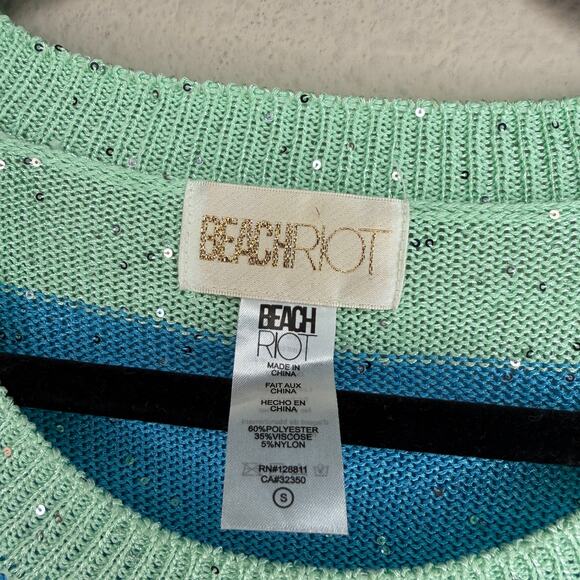 BEACHRIOT
BEACH
RIOT
MADE IN
CHINA
FAIT AUX
CHINA
HECHO EN
CHINA
60%POLYESTER
35%VISCOSE
5%NYLON
RN#128811
CA#32350
S